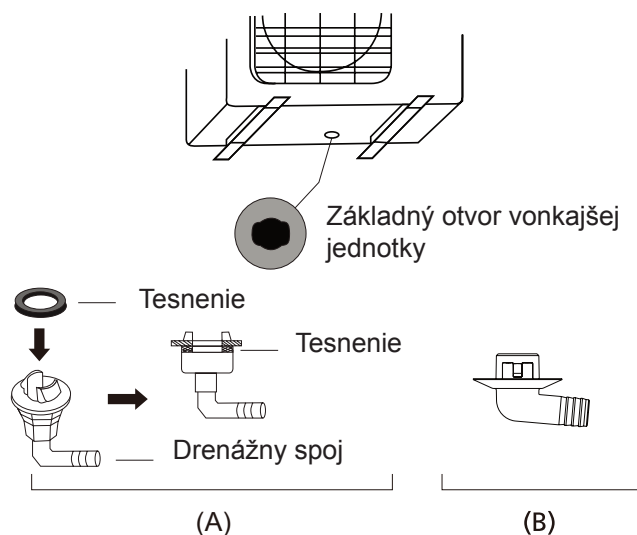 Základný otvor vonkajšej
jednotky
Tesnenie
Tesnenie
Drenážny spoj
(A)
(B)